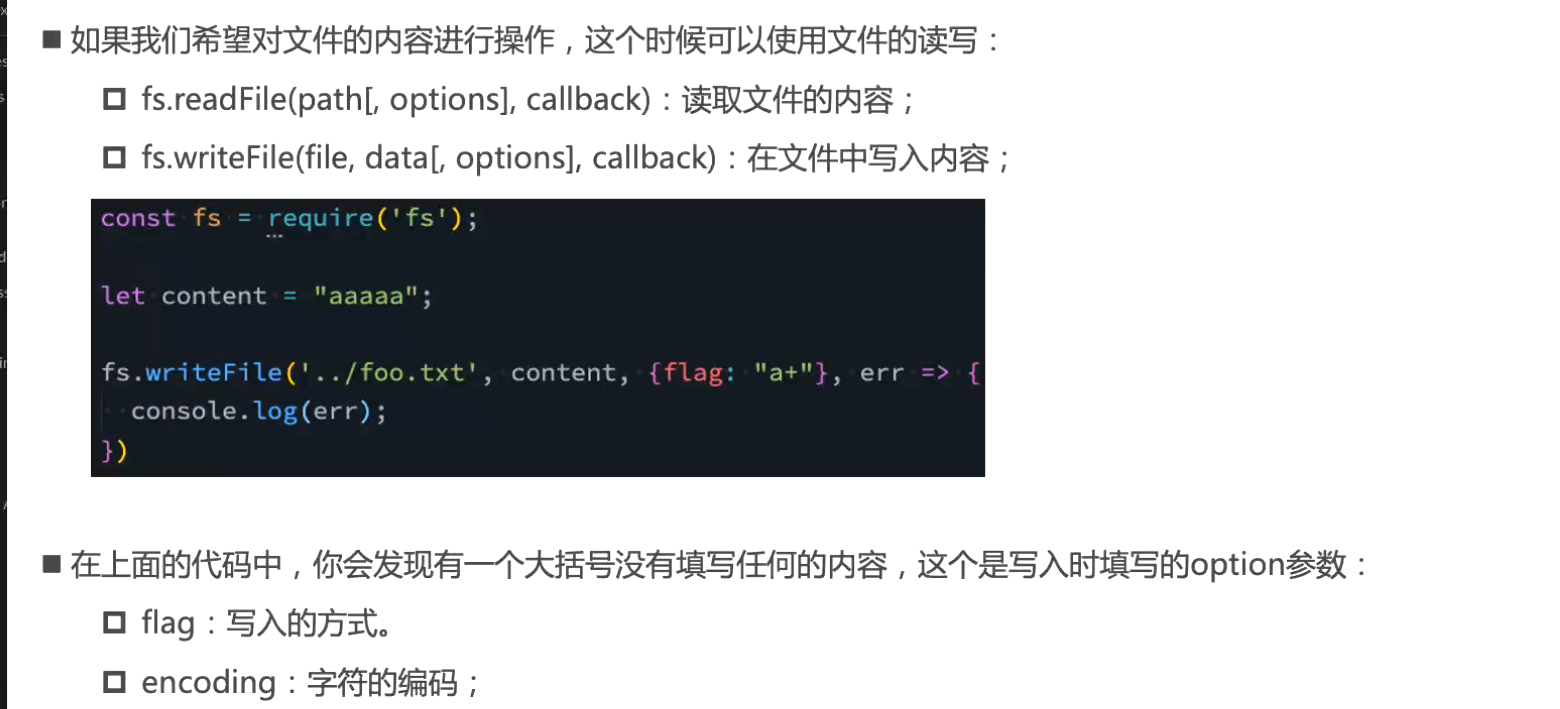 ■ 如果我们希望对文件的内容进行操作，这个时候可以使用文件的读写：
fs.readFile(path[, options], callback)：读取文件的内容；
fs.writeFile(file, data[, options], callback)：在文件中写入内容；
const fs = require('fs');
let content = "aaaaa";
fs.writeFile('../foo.txt', content, {flag: "a+"}, err => {
console.log(err);
})
■ 在上面的代码中，你会发现有一个大括号没有填写任何的内容，这个是写入时填写的option参数：
flag：写入的方式。
encoding：字符的编码；